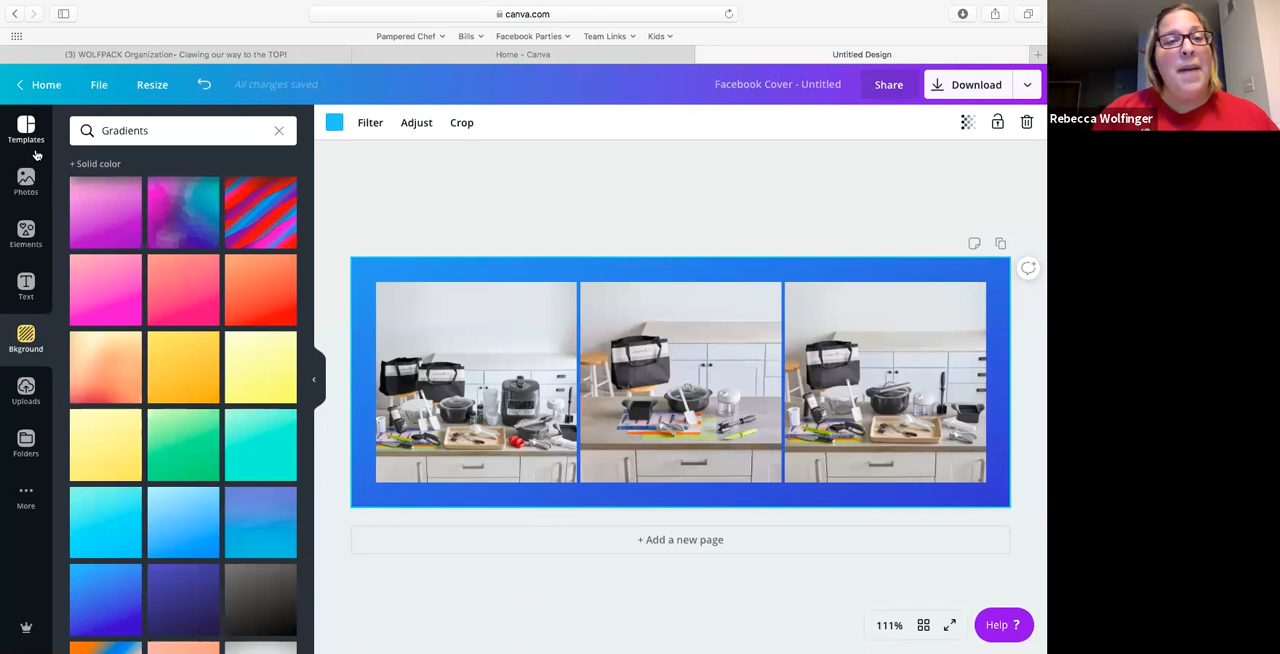 canva.com
Pampered Chef Bills Facebook Parties Team Links Kids
(3) WOLFPACK Organization- Clawing our way to the TOP!
Home - Canva
Untitled Design
Home File Resize All changes saved
Facebook Cover - Untitled
Share
Download
Rebecca Wolfinger
Templates
Photos
Elements
Text
Bkground
Uploads
Folders
More
Gradients
+ Solid color
Filter Adjust Crop
+ Add a new page
111%
Help ?